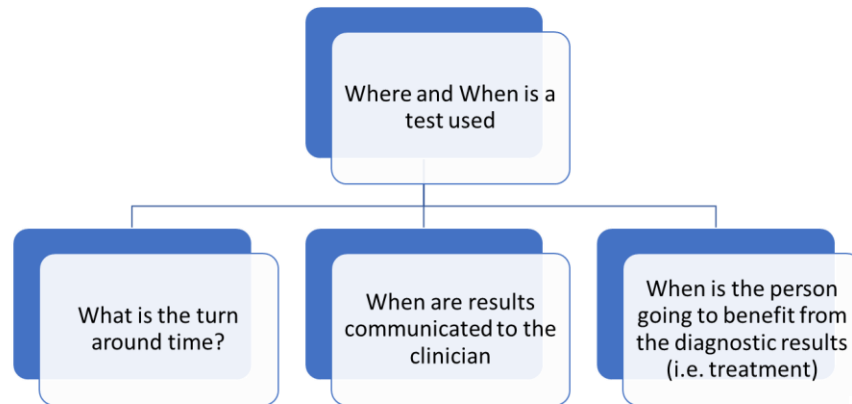 Where and When is a
test used
What is the turn
around time?
When are results
communicated to the
clinician
When is the person
going to benefit from
the diagnostic results
(i.e. treatment)